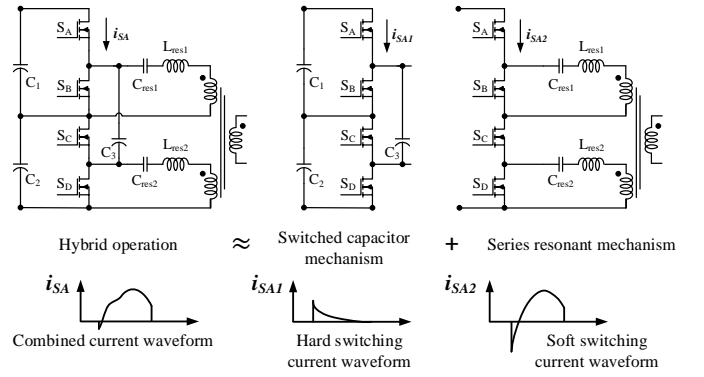 S_A
i_SA
L_res1
C_res1
C_1
S_B
S_C
C_3
L_res2
C_res2
C_2
S_D
S_A
i_SA1
C_1
S_B
S_C
C_3
C_2
S_D
S_A
i_SA2
L_res1
C_res1
S_B
S_C
L_res2
C_res2
S_D
Hybrid operation
≈
Switched capacitor
mechanism
+
Series resonant mechanism
i_SA
Combined current waveform
i_SA1
Hard switching
current waveform
i_SA2
Soft switching
current waveform